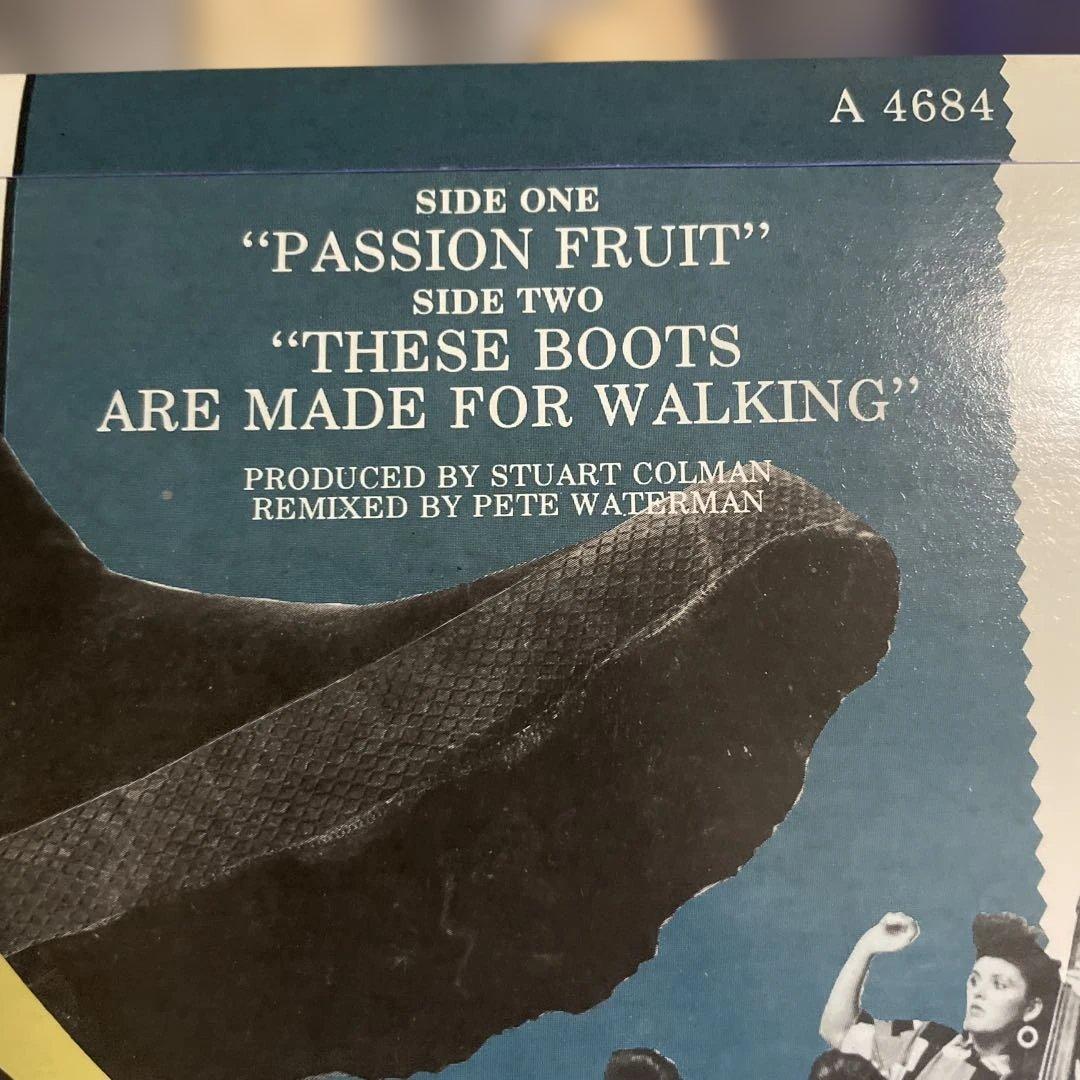 A 4684
SIDE ONE
“PASSION FRUIT”
SIDE TWO
“THESE BOOTS
ARE MADE FOR WALKING”
PRODUCED BY STUART COLMAN
REMIXED BY PETE WATERMAN